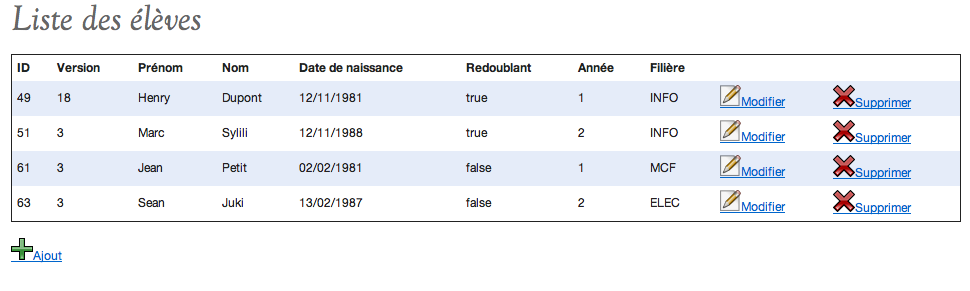 Liste des élèves
ID Version Prénom Nom Date de naissance Redoublant Année Filière
49 18 Henry Dupont 12/11/1981 true 1 INFO Modifier Supprimer
51 3 Marc Sylili 12/11/1988 true 2 INFO Modifier Supprimer
61 3 Jean Petit 02/02/1981 false 1 MCF Modifier Supprimer
63 3 Sean Juki 13/02/1987 false 2 ELEC Modifier Supprimer
Ajout